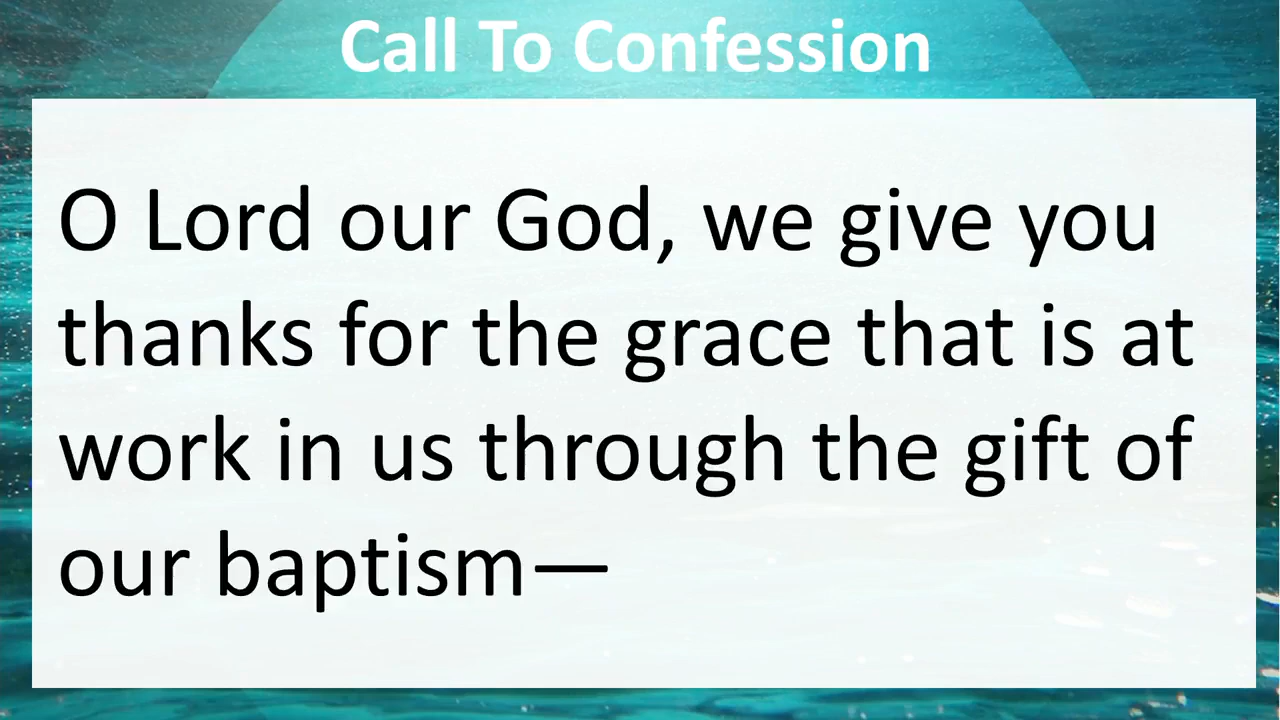 Call To Confession
O Lord our God, we give you
thanks for the grace that is at
work in us through the gift of
our baptism—